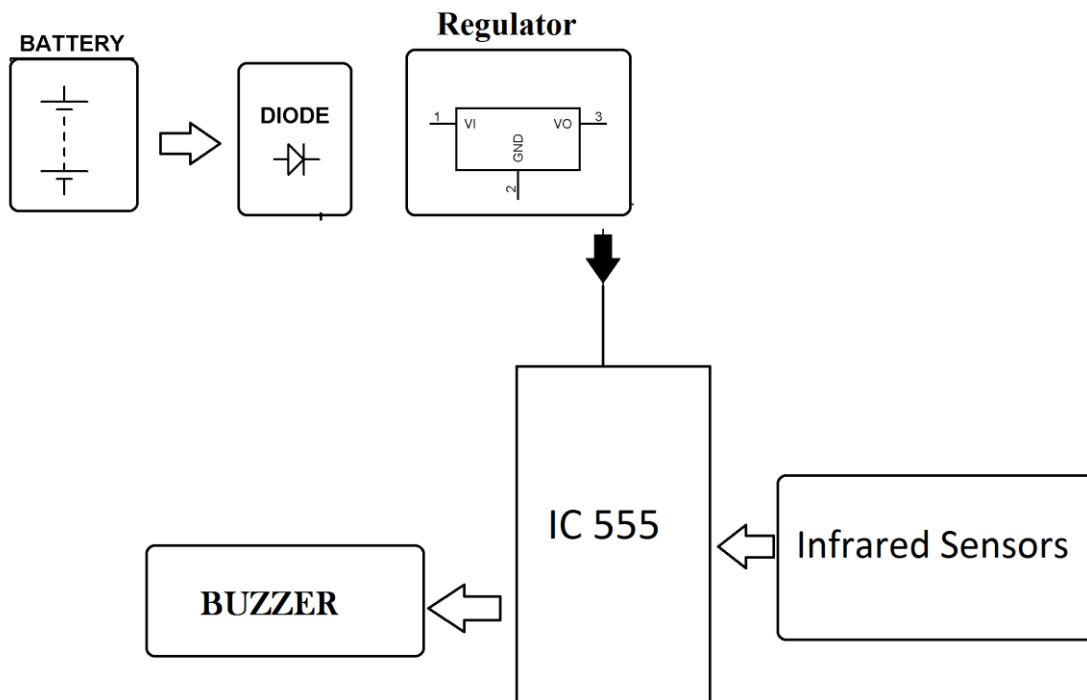 Regulator
BATTERY
DIODE
1
VI
VO
3
GND
2
IC 555
Infrared Sensors
BUZZER